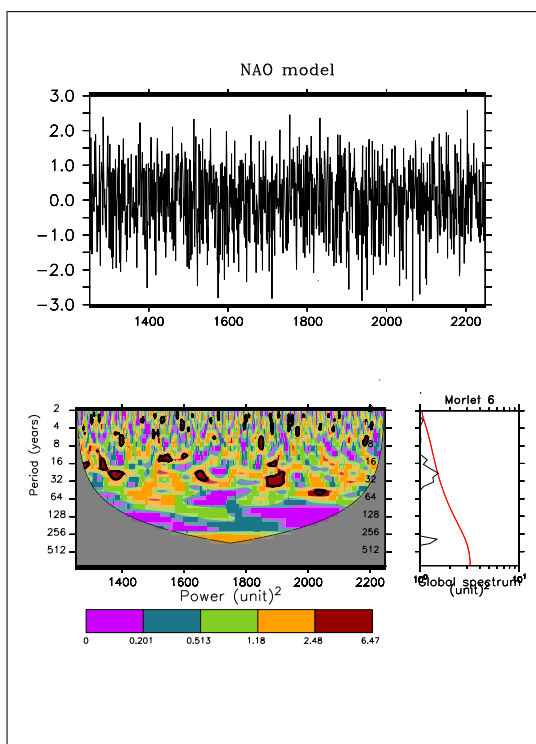 NAO model
3.0
2.0
1.0
0.0
−1.0
−2.0
−3.0
1400 1600 1800 2000 2200
Morlet 6
Period (years)
2
4
8
16
32
64
128
256
512
8
16
32
64
128
256
512
1400 1600 1800 2000 2200
Power (unit)2
100 101
Global spectrum
(unit)2
0 0.201 0.513 1.18 2.48 6.47